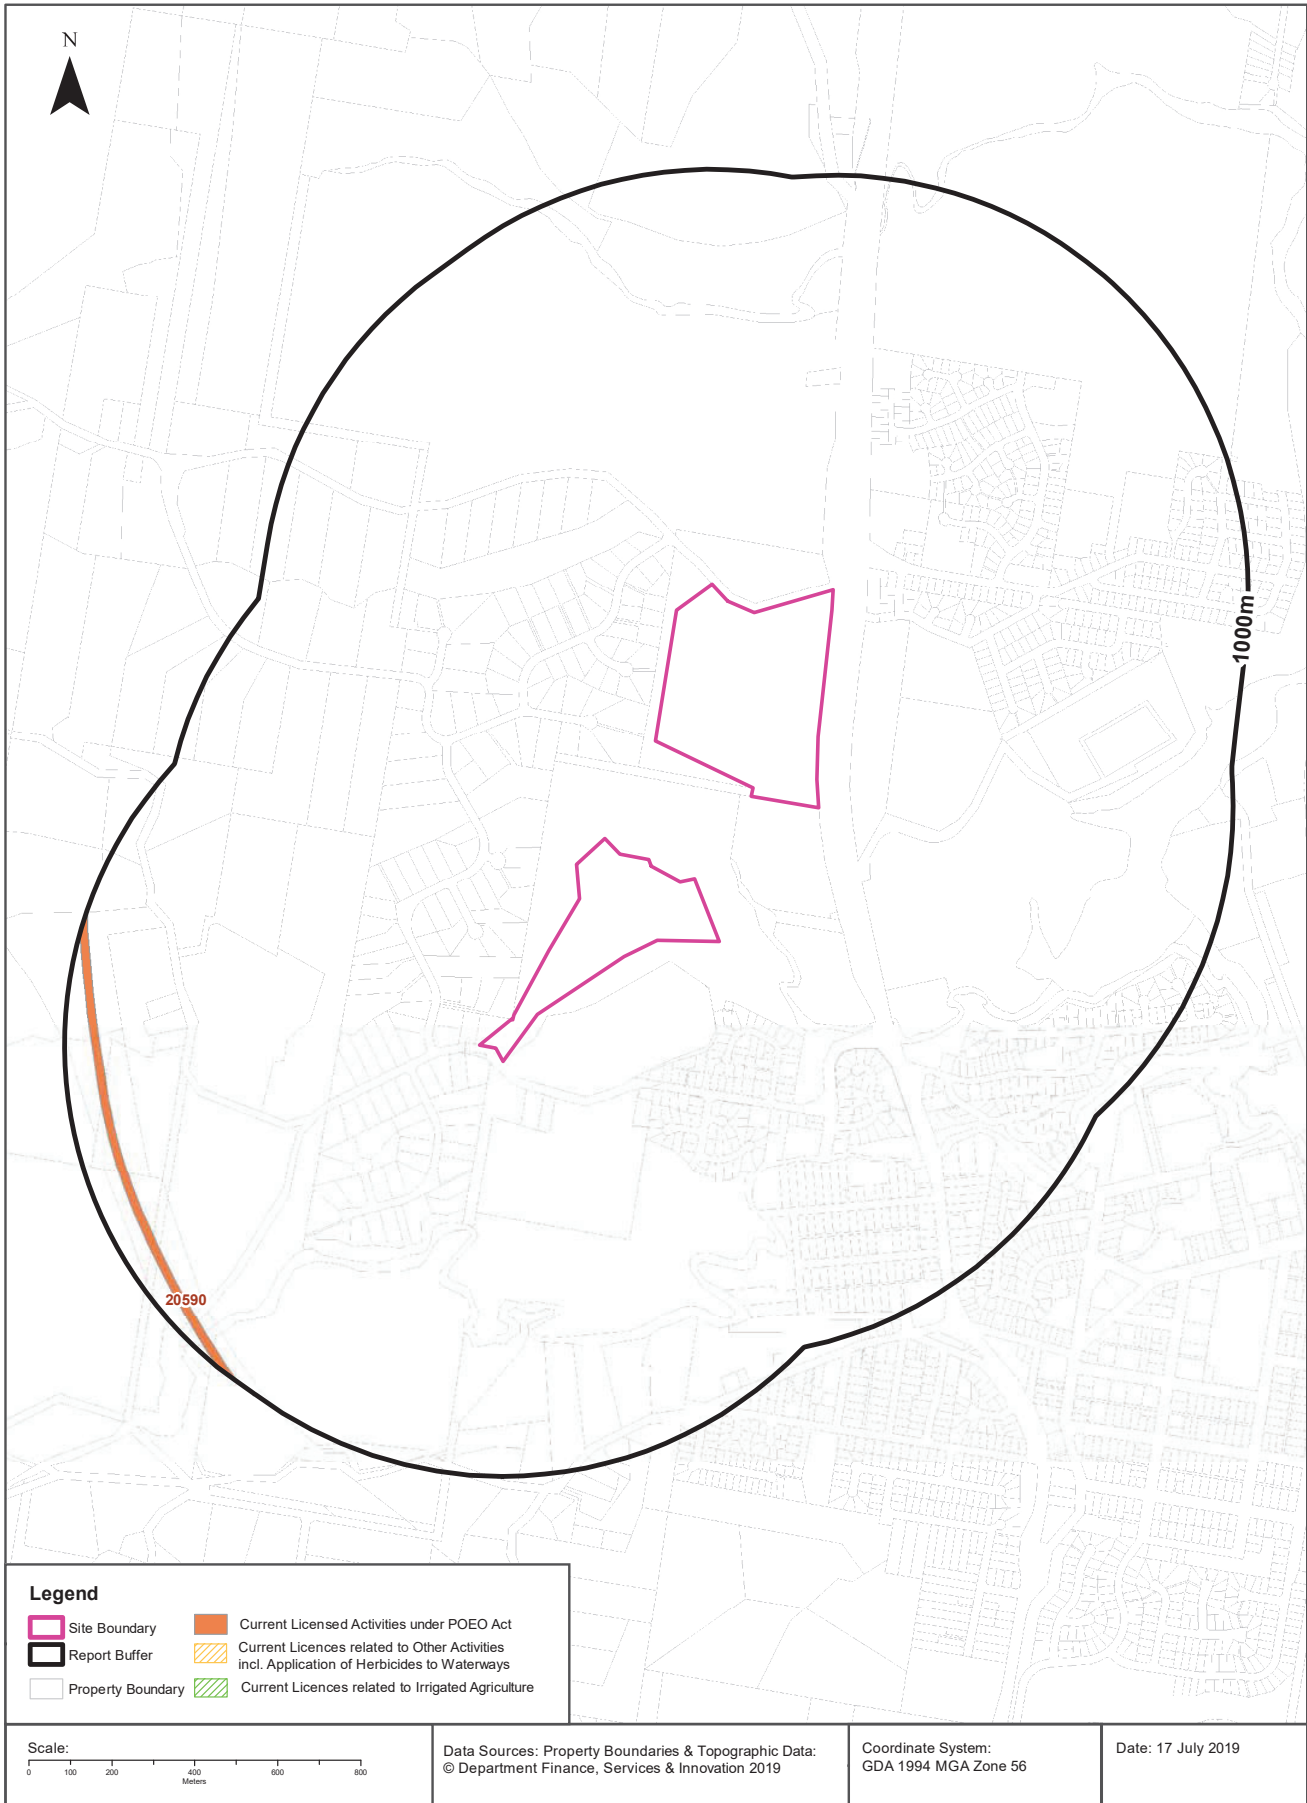 N
1000m
20590
Legend
Site Boundary
Report Buffer
Property Boundary
Current Licensed Activities under POEO Act
Current Licences related to Other Activities
incl. Application of Herbicides to Waterways
Current Licences related to Irrigated Agriculture
Scale:
0 100 200 400 600 800
Meters
Data Sources: Property Boundaries & Topographic Data:
© Department Finance, Services & Innovation 2019
Coordinate System:
GDA 1994 MGA Zone 56
Date: 17 July 2019